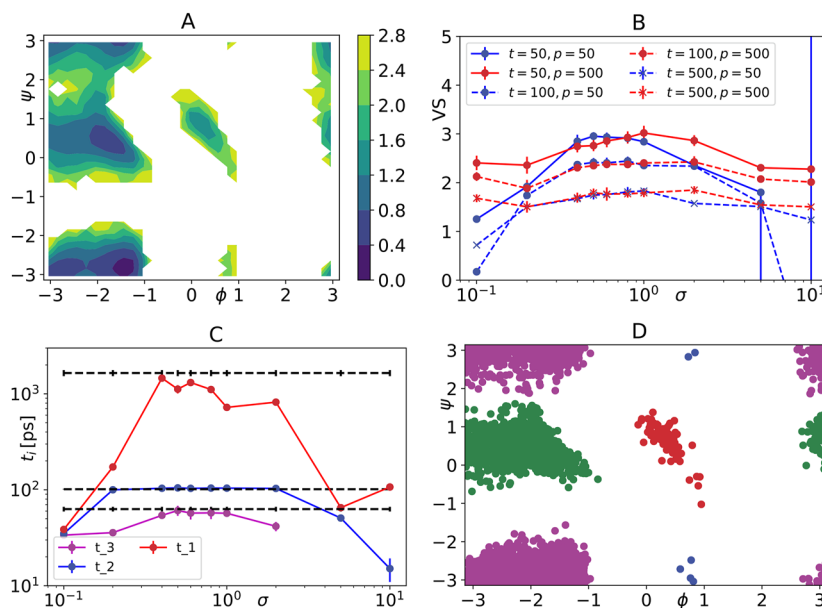 A
3
2
ψ
1
0
−1
−2
−3
−3 −2 −1 0 ϕ 1 2 3
2.8
2.4
2.0
1.6
1.2
0.8
0.4
0.0
B
5
4
VS
3
2
1
0
t = 50, p = 50
t = 50, p = 500
t = 100, p = 50
t = 100, p = 500
t = 500, p = 50
t = 500, p = 500
10⁻¹ 10⁰ σ 10¹
C
10³
t_i [ps]
10²
10¹
t_3
t_2
t_1
10⁻¹ 10⁰ σ 10¹
D
3
2
ψ
1
0
−1
−2
−3
−3 −2 −1 0 ϕ 1 2 3